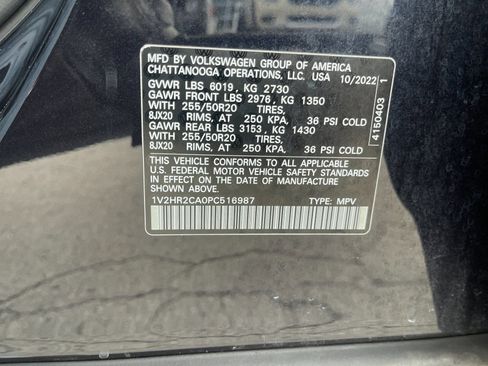 MFD BY VOLKSWAGEN GROUP OF AMERICA
CHATTANOOGA OPERATIONS, LLC. USA 10/2022
GVWR LBS 6019, KG 2730
GAWR FRONT LBS 2976, KG 1350
WITH 255/50R20 TIRES,
8JX20 RIMS, AT 250 KPA, 36 PSI COLD
GAWR REAR LBS 3153, KG 1430
WITH 255/50R20 TIRES,
8JX20 RIMS, AT 250 KPA, 36 PSI COLD
THIS VEHICLE CONFORMS TO ALL APPLICABLE
U.S. FEDERAL MOTOR VEHICLE SAFETY STANDARDS
IN EFFECT ON THE DATE OF MANUFACTURE
SHOWN ABOVE
1V2HR2CA0PC516987 TYPE: MPV
4150403 1